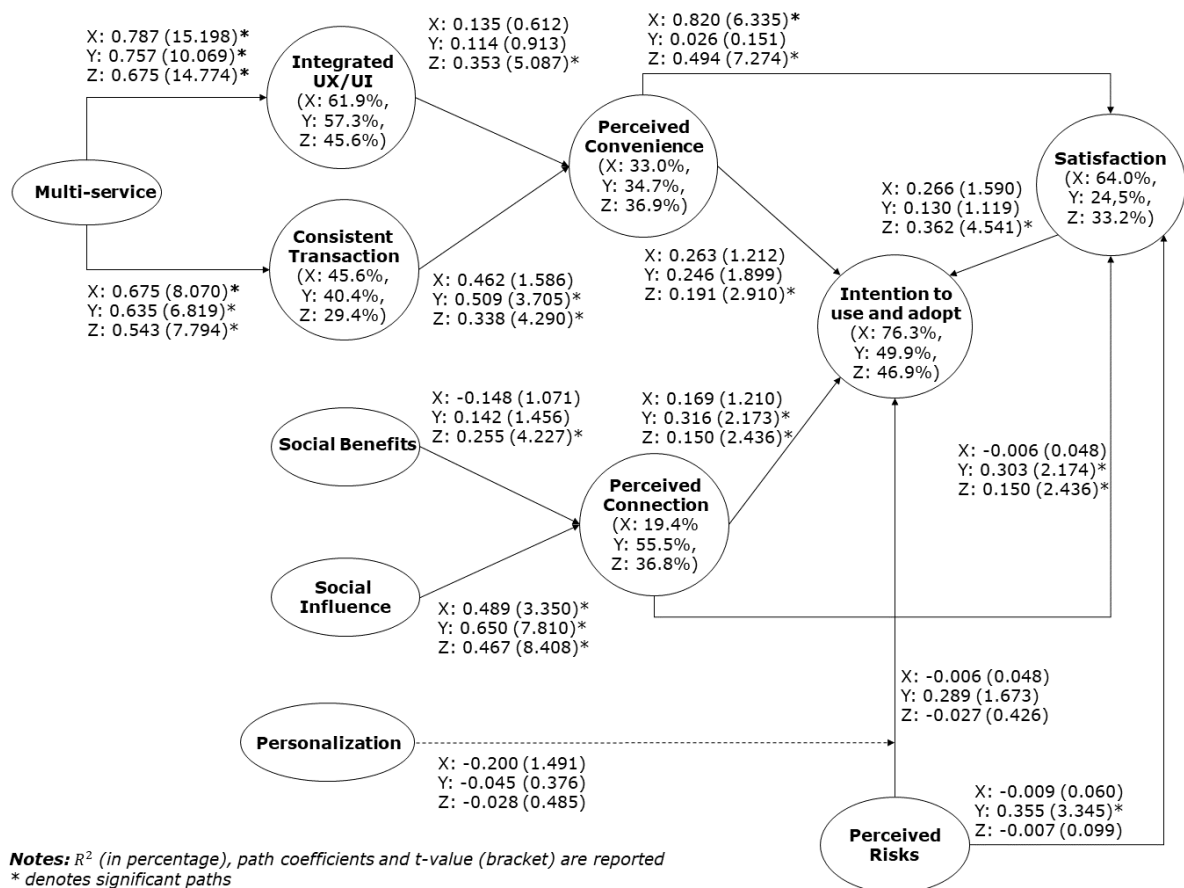 X: 0.787 (15.198)*
Y: 0.757 (10.069)*
Z: 0.675 (14.774)*
Integrated
UX/UI
(X: 61.9%,
Y: 57.3%,
Z: 45.6%)
X: 0.135 (0.612)
Y: 0.114 (0.913)
Z: 0.353 (5.087)*
X: 0.820 (6.335)*
Y: 0.026 (0.151)
Z: 0.494 (7.274)*
Perceived
Convenience
(X: 33.0%,
Y: 34.7%,
Z: 36.9%)
Satisfaction
(X: 64.0%,
Y: 24,5%,
Z: 33.2%)
Multi-service
X: 0.266 (1.590)
Y: 0.130 (1.119)
Z: 0.362 (4.541)*
Consistent
Transaction
(X: 45.6%,
Y: 40.4%,
Z: 29.4%)
X: 0.675 (8.070)*
Y: 0.635 (6.819)*
Z: 0.543 (7.794)*
X: 0.462 (1.586)
Y: 0.509 (3.705)*
Z: 0.338 (4.290)*
X: 0.263 (1.212)
Y: 0.246 (1.899)
Z: 0.191 (2.910)*
Intention to
use and adopt
(X: 76.3%,
Y: 49.9%,
Z: 46.9%)
Social Benefits
X: -0.148 (1.071)
Y: 0.142 (1.456)
Z: 0.255 (4.227)*
X: 0.169 (1.210)
Y: 0.316 (2.173)*
Z: 0.150 (2.436)*
X: -0.006 (0.048)
Y: 0.303 (2.174)*
Z: 0.150 (2.436)*
Perceived
Connection
(X: 19.4%
Y: 55.5%,
Z: 36.8%)
Social
Influence
X: 0.489 (3.350)*
Y: 0.650 (7.810)*
Z: 0.467 (8.408)*
X: -0.006 (0.048)
Y: 0.289 (1.673)
Z: -0.027 (0.426)
Personalization
X: -0.200 (1.491)
Y: -0.045 (0.376)
Z: -0.028 (0.485)
X: -0.009 (0.060)
Y: 0.355 (3.345)*
Z: -0.007 (0.099)
Perceived
Risks
Notes: R² (in percentage), path coefficients and t-value (bracket) are reported
* denotes significant paths